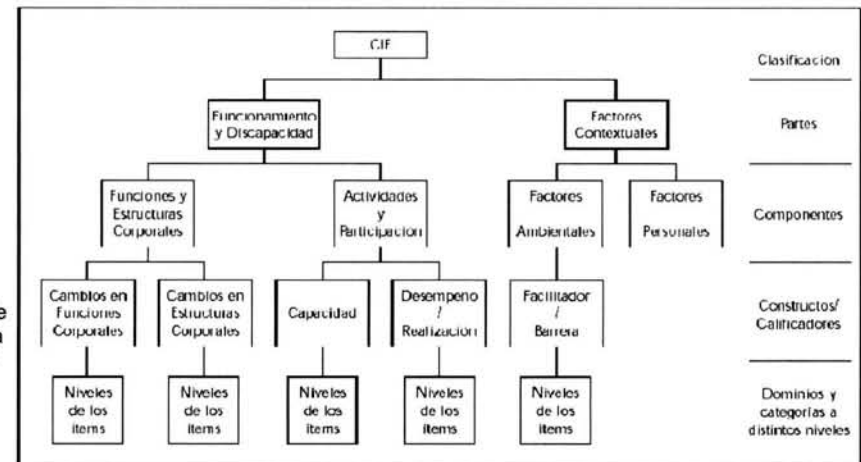 CIF
Clasificacion
Funcionamiento
y Discapacidad
Factores
Contextuales
Partes
Funciones y
Estructuras
Corporales
Actividades
y
Participación
Factores
Ambientales
Factores
Personales
Componentes
Cambios en
Funciones
Corporales
Cambios en
Estructuras
Corporales
Capacidad
Desempeno
/
Realización
Facilitador
/
Barrera
Constructos/
Calificadores
Niveles
de los
ítems
Niveles
de los
ítems
Niveles
de los
ítems
Niveles
de los
ítems
Niveles
de los
ítems
Dominios y
categorías a
distintos niveles